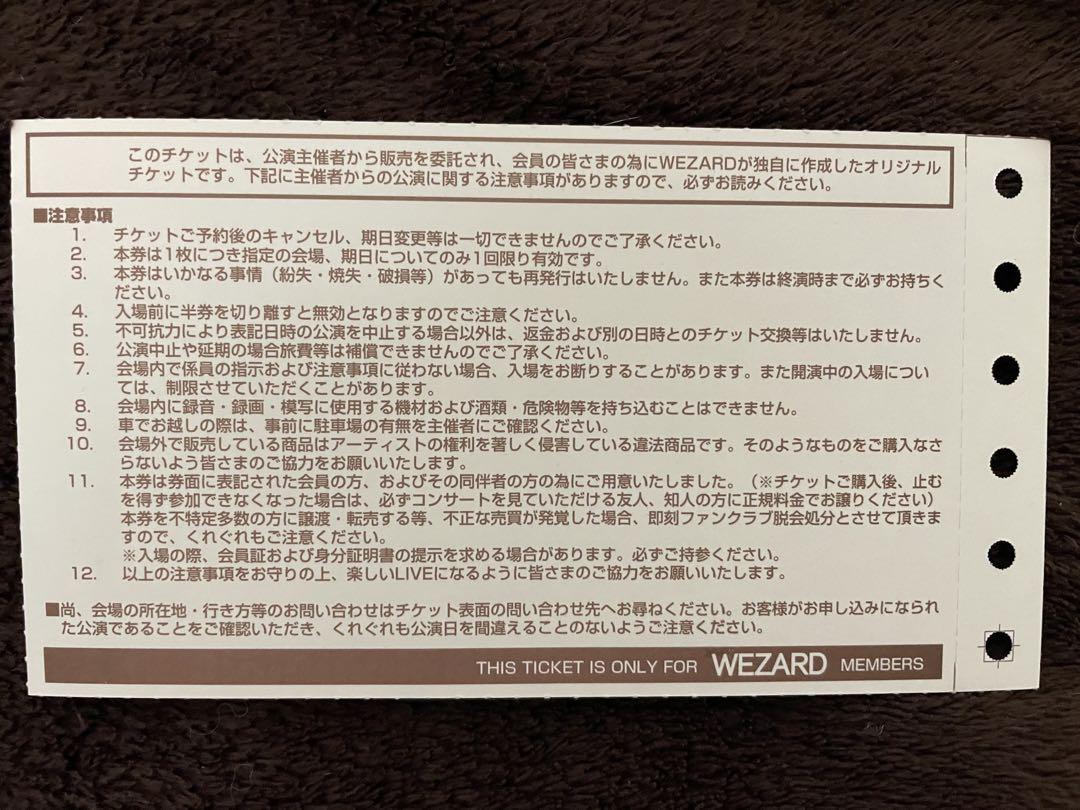 このチケットは、公演主催者から販売を委託され、会員の皆さまの為にWEZARDが独自に作成したオリジナル
チケットです。下記に主催者からの公演に関する注意事項がありますので、必ずお読みください。
■注意事項
1. チケットご予約後のキャンセル、期日変更等は一切できませんのでご了承ください。
2. 本券は1枚につき指定の会場、期日についてのみ1回限り有効です。
3. 本券はいかなる事情（紛失・焼失・破損等）があっても再発行はいたしません。また本券は終演時まで必ずお持ちく
ださい。
4. 入場前に半券を切り離すと無効となりますのでご注意ください。
5. 不可抗力により表記日時の公演を中止する場合以外は、返金および別の日時とのチケット交換等はいたしません。
6. 公演中止や延期の場合旅費等は補償できませんのでご了承ください。
7. 会場内で係員の指示および注意事項に従わない場合、入場をお断りすることがあります。また開演中の入場につい
ては、制限させていただくことがあります。
8. 会場内に録音・録画・模写に使用する機材および酒類・危険物等を持ち込むことはできません。
9. 車でお越しの際は、事前に駐車場の有無を主催者にご確認ください。
10. 会場外で販売している商品はアーティストの権利を著しく侵害している違法商品です。そのようなものをご購入なさ
らないよう皆さまのご協力をお願いいたします。
11. 本券は券面に表記された会員の方、およびその同伴者の方の為にご用意いたしました。（※チケットご購入後、止む
を得ず参加できなくなった場合は、必ずコンサートを見ていただける友人、知人の方に正規料金でお譲りください）
本券を不特定多数の方に譲渡・転売する等、不正な売買が発覚した場合、即刻ファンクラブ脱会処分とさせて頂きま
すので、くれぐれもご注意ください。
※入場の際、会員証および身分証明書の提示を求める場合があります。必ずご持参ください。
12. 以上の注意事項をお守りの上、楽しいLIVEになるように皆さまのご協力をお願いいたします。
■尚、会場の所在地・行き方等のお問い合わせはチケット表面の問い合わせ先へお尋ねください。お客様がお申し込みになられ
た公演であることをご確認いただき、くれぐれも公演日を間違えることのないようご注意ください。
THIS TICKET IS ONLY FOR WEZARD MEMBERS